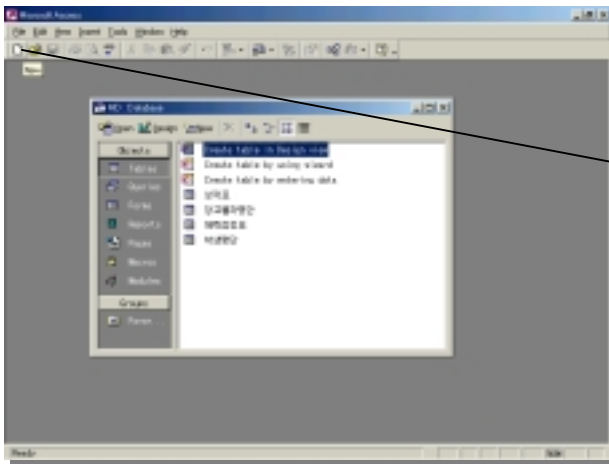 Microsoft Access
File Edit View Insert Tools Window Help
New
Database
Open Design New
Objects
Tables
Queries
Forms
Reports
Pages
Macros
Modules
Groups
Create table in Design view
Create table by using wizard
Create table by entering data
Ready
NUM